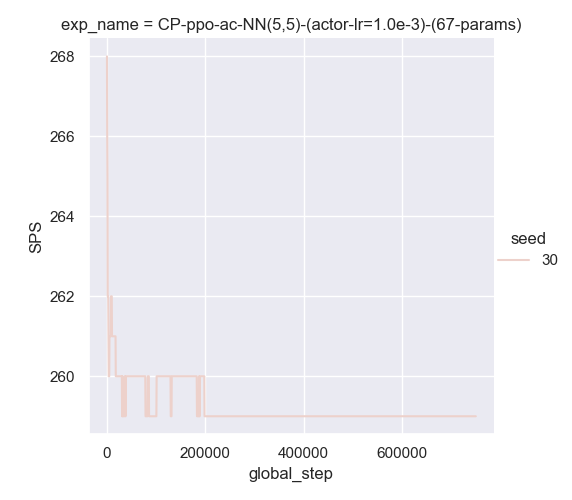 exp_name = CP-ppo-ac-NN(5,5)-(actor-lr=1.0e-3)-(67-params)
268
266
264
262
260
SPS
seed
30
0
200000
400000
600000
global_step